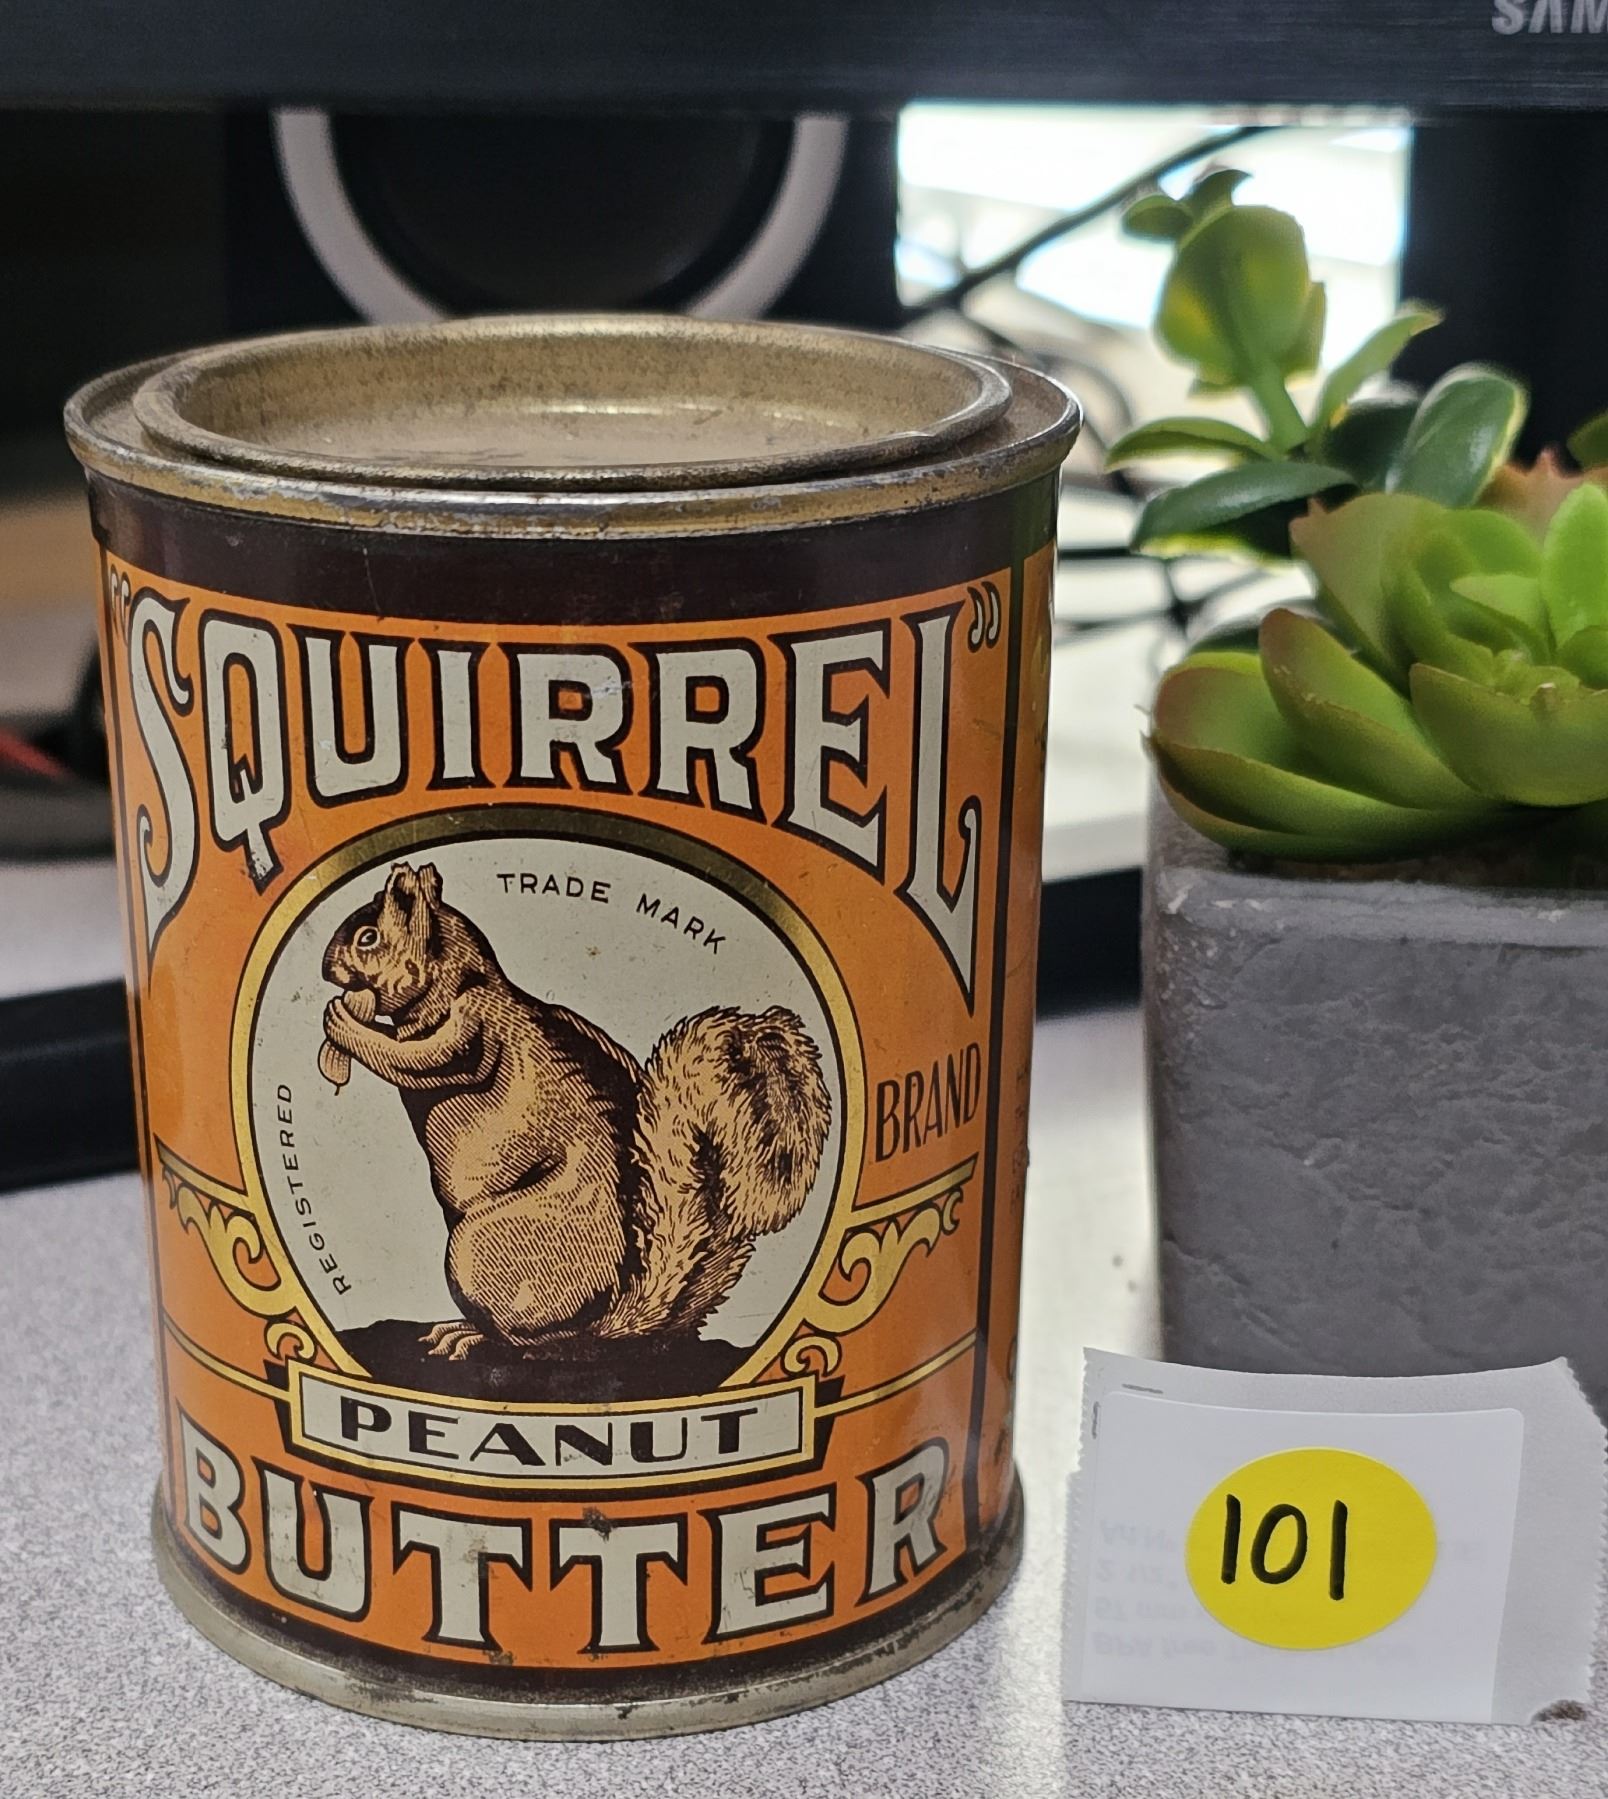 "SQUIRREL"
TRADE MARK
REGISTERED
BRAND
PEANUT
BUTTER
101